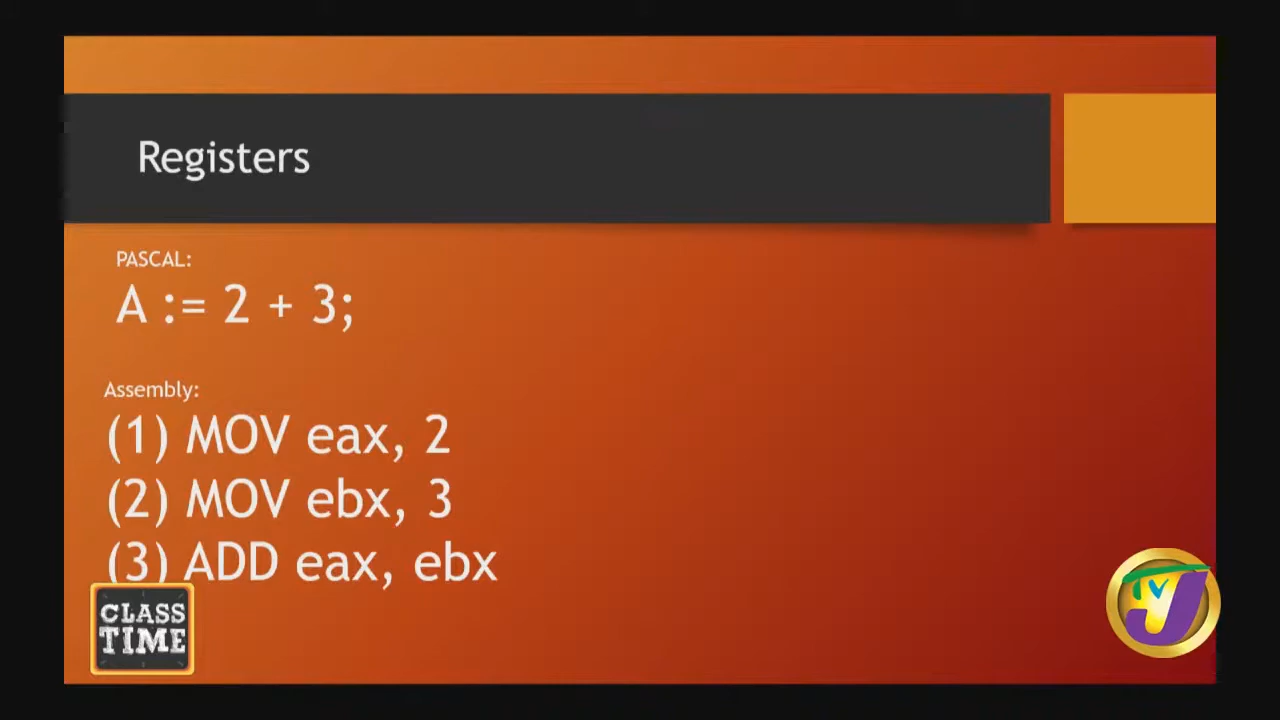 Registers
PASCAL:
A := 2 + 3;
Assembly:
(1) MOV eax, 2
(2) MOV ebx, 3
(3) ADD eax, ebx
CLASS
TIME
TVJ